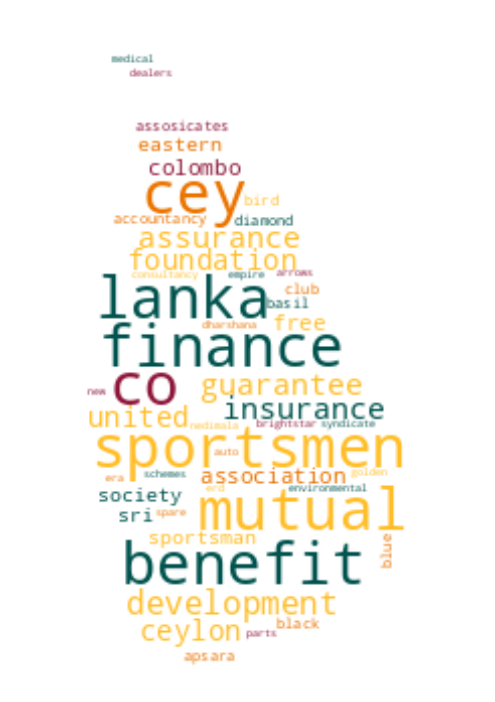 medical
dealers
assosicates
eastern
colombo
cey bird
accountancy diamond
assurance
foundation
consultancy empire arrows
club
lanka basil
dharshana free
finance
new co guarantee
insurance
united nedimala brightstar syndicate
sportsmen
auto
era schemes association golden
society erd environmental
sri spare mutual
sportsman
blue
benefit
development
ceylon parts black
apsara